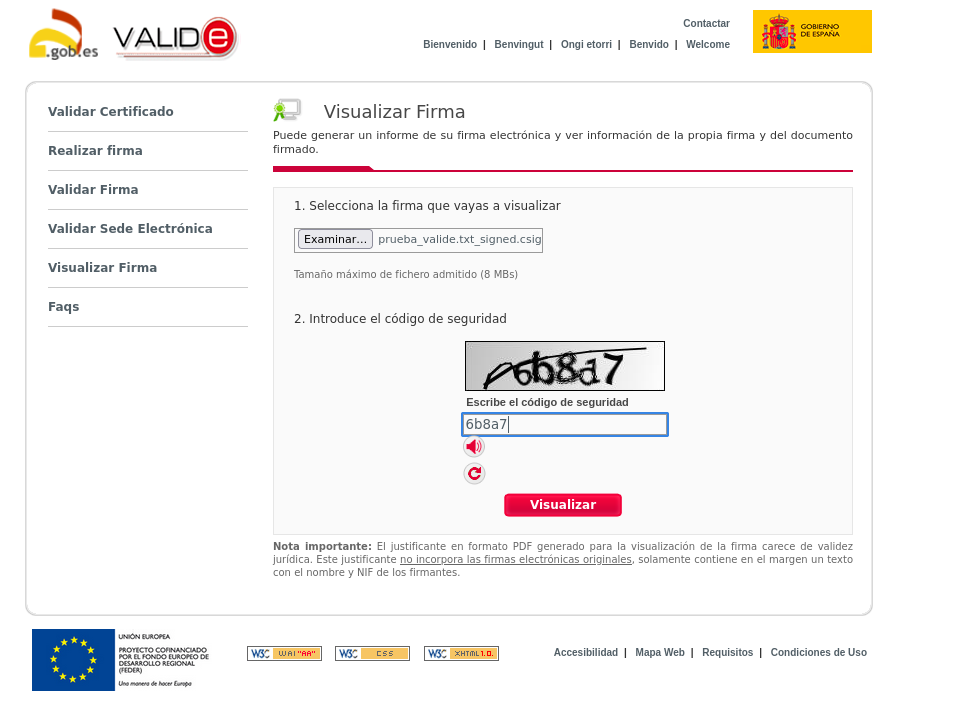 .gob.es
VALIDe
Contactar
Bienvenido | Benvingut | Ongi etorri | Benvido | Welcome
GOBIERNO
DE ESPAÑA
Validar Certificado
Realizar firma
Validar Firma
Validar Sede Electrónica
Visualizar Firma
Faqs
Visualizar Firma
Puede generar un informe de su firma electrónica y ver información de la propia firma y del documento
firmado.
1. Selecciona la firma que vayas a visualizar
Examinar... prueba_valide.txt_signed.csig
Tamaño máximo de fichero admitido (8 MBs)
2. Introduce el código de seguridad
6b8a7
Escribe el código de seguridad
6b8a7
Visualizar
Nota importante: El justificante en formato PDF generado para la visualización de la firma carece de validez
jurídica. Este justificante no incorpora las firmas electrónicas originales, solamente contiene en el margen un texto
con el nombre y NIF de los firmantes.
UNIÓN EUROPEA
PROYECTO COFINANCIADO
POR EL FONDO EUROPEO DE
DESARROLLO REGIONAL
(FEDER)
Una manera de hacer Europa
W3C WAI "AA"
W3C CSS
W3C XHTML 1.0
Accesibilidad | Mapa Web | Requisitos | Condiciones de Uso